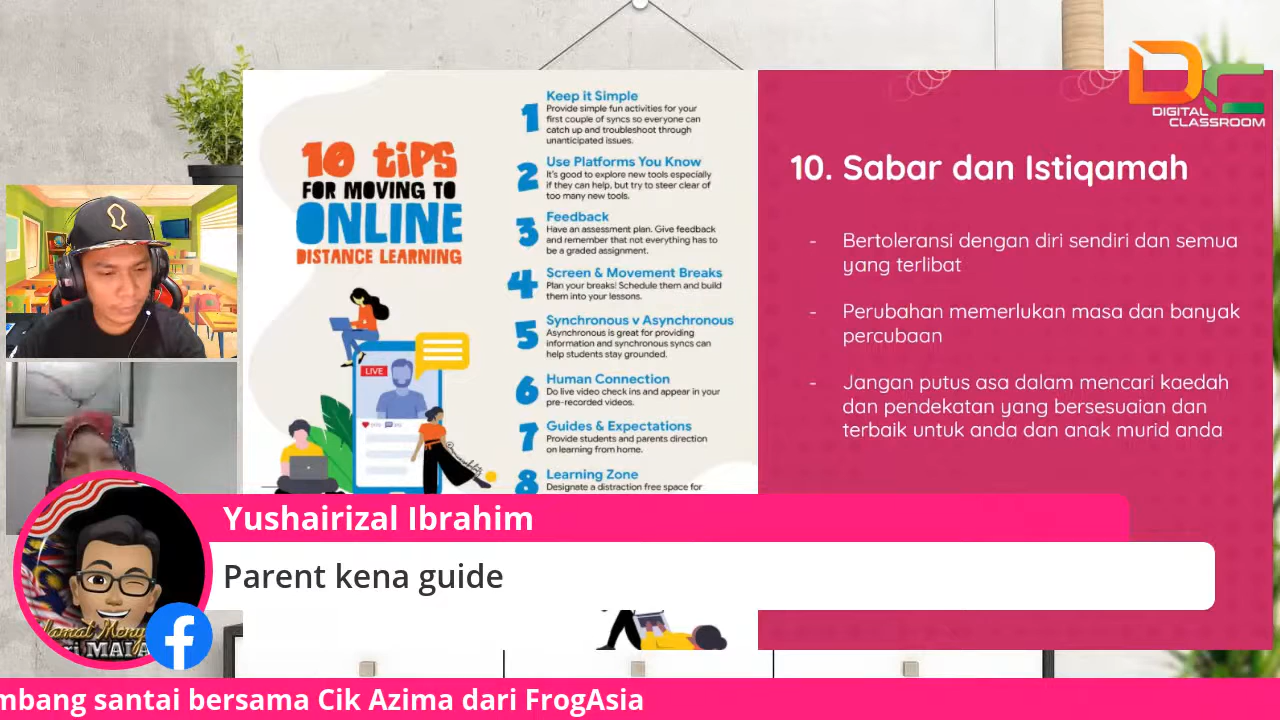 DIGITAL
CLASSROOM
10 TIPS
FOR MOVING TO
ONLINE
DISTANCE LEARNING
LIVE
1
Keep it Simple
Provide simple fun activities for your
first couple of syncs so everyone can
catch up and troubleshoot through
unanticipated issues.
2
Use Platforms You Know
It's good to explore new tools especially
if they can help, but try to steer clear of
too many new tools.
3
Feedback
Have an assessment plan. Give feedback
and remember that not everything has to
be a graded assignment.
4
Screen & Movement Breaks
Plan your breaks! Schedule them and build
them into your lessons.
5
Synchronous v Asynchronous
Asynchronous is great for providing
information and synchronous syncs can
help students stay grounded.
6
Human Connection
Do live video check ins and appear in your
pre-recorded videos.
7
Guides & Expectations
Provide students and parents direction
on learning from home.
8
Learning Zone
Designate a distraction free space for
10. Sabar dan Istiqamah
- Bertoleransi dengan diri sendiri dan semua
yang terlibat
- Perubahan memerlukan masa dan banyak
percubaan
- Jangan putus asa dalam mencari kaedah
dan pendekatan yang bersesuaian dan
terbaik untuk anda dan anak murid anda
Yushairizal Ibrahim
Parent kena guide
mbang santai bersama Cik Azima dari FrogAsia